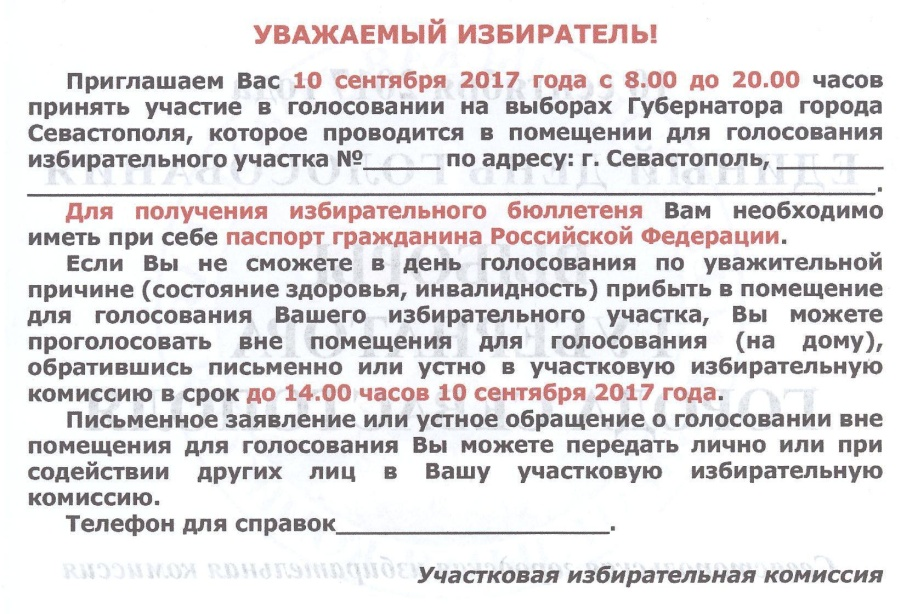 УВАЖАЕМЫЙ ИЗБИРАТЕЛЬ!
Приглашаем Вас 10 сентября 2017 года с 8.00 до 20.00 часов
принять участие в голосовании на выборах Губернатора города
Севастополя, которое проводится в помещении для голосования
избирательного участка №______ по адресу: г. Севастополь, _________
____________________________________________________________________.
Для получения избирательного бюллетеня Вам необходимо
иметь при себе паспорт гражданина Российской Федерации.
Если Вы не сможете в день голосования по уважительной
причине (состояние здоровья, инвалидность) прибыть в помещение
для голосования Вашего избирательного участка, Вы можете
проголосовать вне помещения для голосования (на дому),
обратившись письменно или устно в участковую избирательную
комиссию в срок до 14.00 часов 10 сентября 2017 года.
Письменное заявление или устное обращение о голосовании вне
помещения для голосования Вы можете передать лично или при
содействии других лиц в Вашу участковую избирательную
комиссию.
Телефон для справок_____________________.
Участковая избирательная комиссия